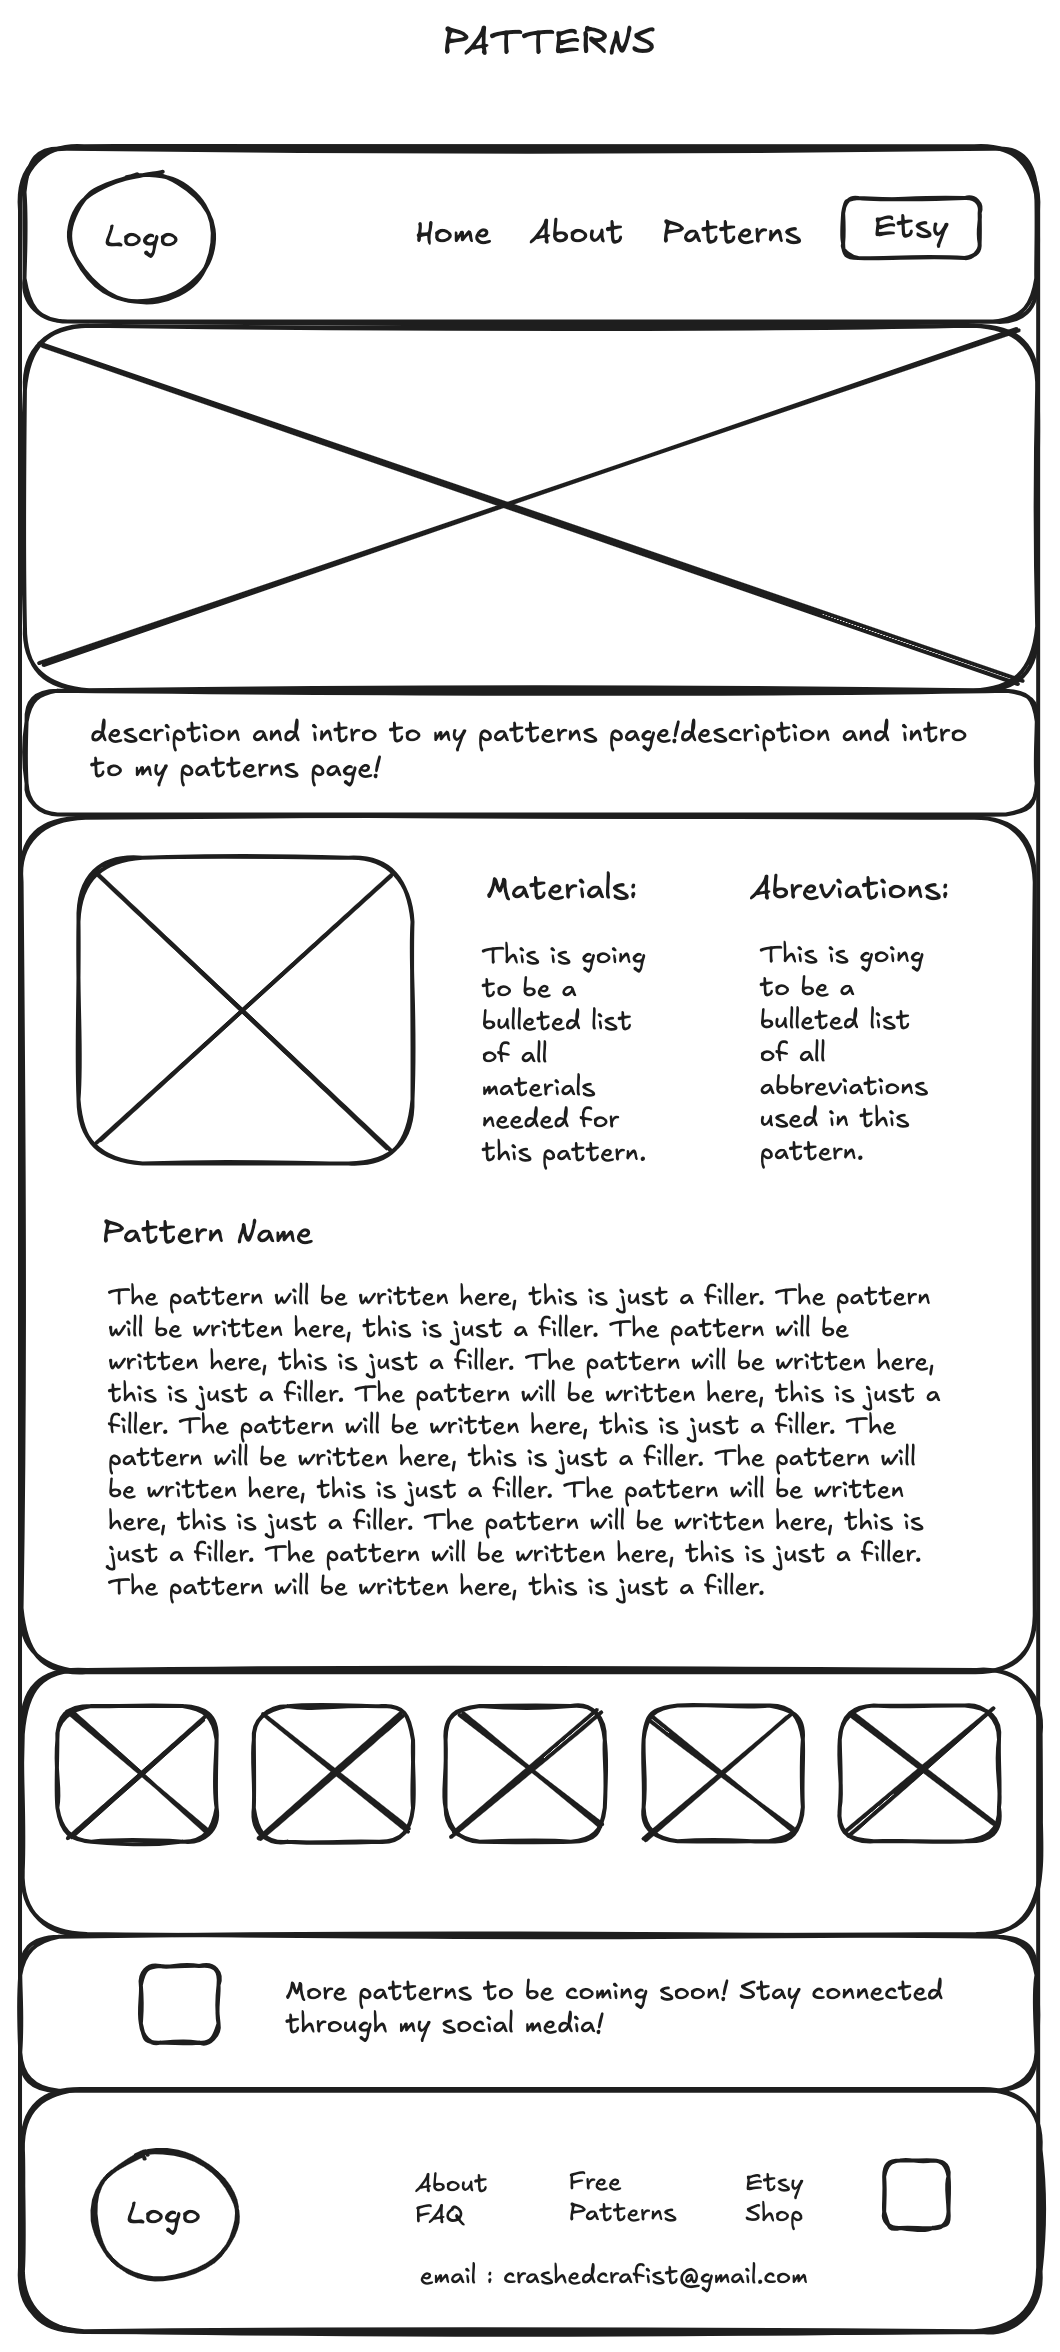 PATTERNS
Logo
Home About Patterns Etsy
description and intro to my patterns page!description and intro
to my patterns page!
Materials:
This is going
to be a
bulleted list
of all
materials
needed for
this pattern.
Abreviations:
This is going
to be a
bulleted list
of all
abbreviations
used in this
pattern.
Pattern Name
The pattern will be written here, this is just a filler. The pattern
will be written here, this is just a filler. The pattern will be
written here, this is just a filler. The pattern will be written here,
this is just a filler. The pattern will be written here, this is just a
filler. The pattern will be written here, this is just a filler. The
pattern will be written here, this is just a filler. The pattern will
be written here, this is just a filler. The pattern will be written
here, this is just a filler. The pattern will be written here, this is
just a filler. The pattern will be written here, this is just a filler.
The pattern will be written here, this is just a filler.
More patterns to be coming soon! Stay connected
through my social media!
Logo
About
FAQ
Free
Patterns
Etsy
Shop
email : crashedcrafist@gmail.com